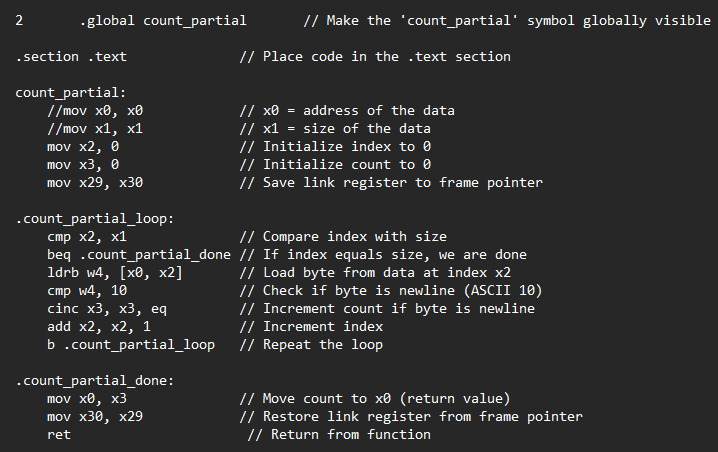 2       .global count_partial       // Make the 'count_partial' symbol globally visible
.section .text              // Place code in the .text section
count_partial:
    //mov x0, x0            // x0 = address of the data
    //mov x1, x1            // x1 = size of the data
    mov x2, 0               // Initialize index to 0
    mov x3, 0               // Initialize count to 0
    mov x29, x30            // Save link register to frame pointer
.count_partial_loop:
    cmp x2, x1              // Compare index with size
    beq .count_partial_done // If index equals size, we are done
    ldrb w4, [x0, x2]       // Load byte from data at index x2
    cmp w4, 10              // Check if byte is newline (ASCII 10)
    cinc x3, x3, eq         // Increment count if byte is newline
    add x2, x2, 1           // Increment index
    b .count_partial_loop   // Repeat the loop
.count_partial_done:
    mov x0, x3              // Move count to x0 (return value)
    mov x30, x29            // Restore link register from frame pointer
    ret                      // Return from function